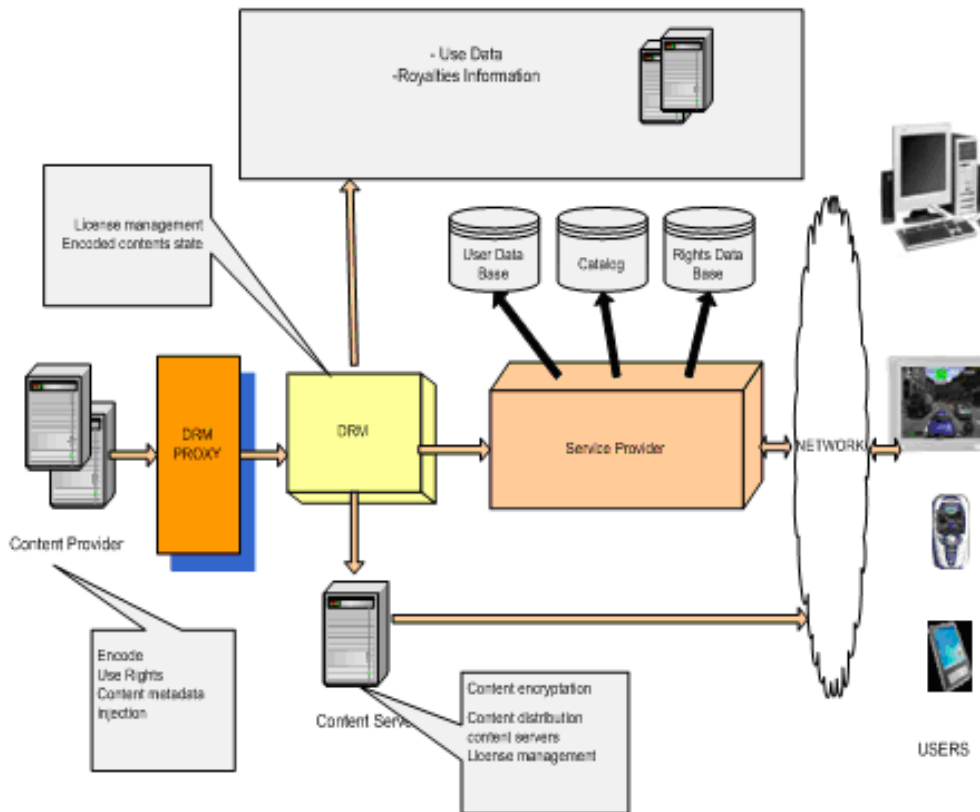 - Use Data
-Royalties Information
License management
Encoded contents state
User Data
Base
Catalog
Rights Data
Base
DRM
PROXY
DRM
Service Provider
NETWORK
Content Provider
Encode
Use Rights
Content metadata
injection
Content Serve
Content encryptation
Content distribution
content servers
License management
USERS